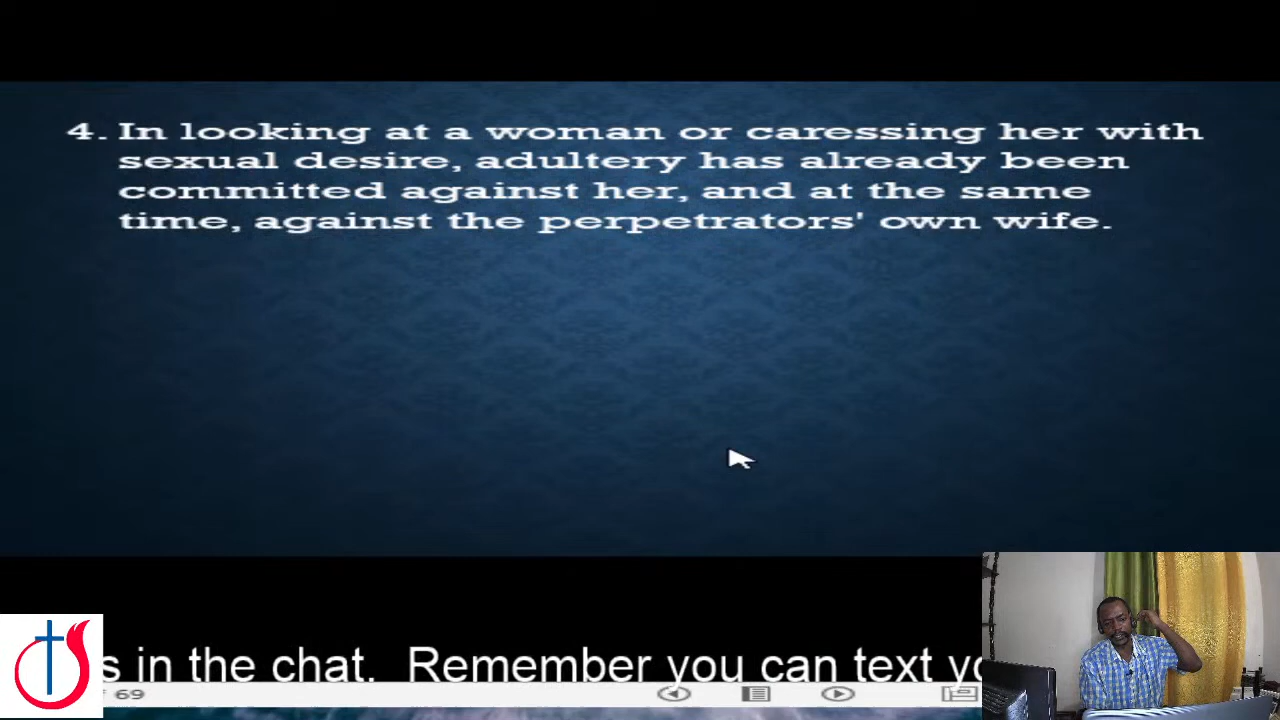 4. In looking at a woman or caressing her with
sexual desire, adultery has already been
committed against her, and at the same
time, against the perpetrators' own wife.
s in the chat. Remember you can text
69